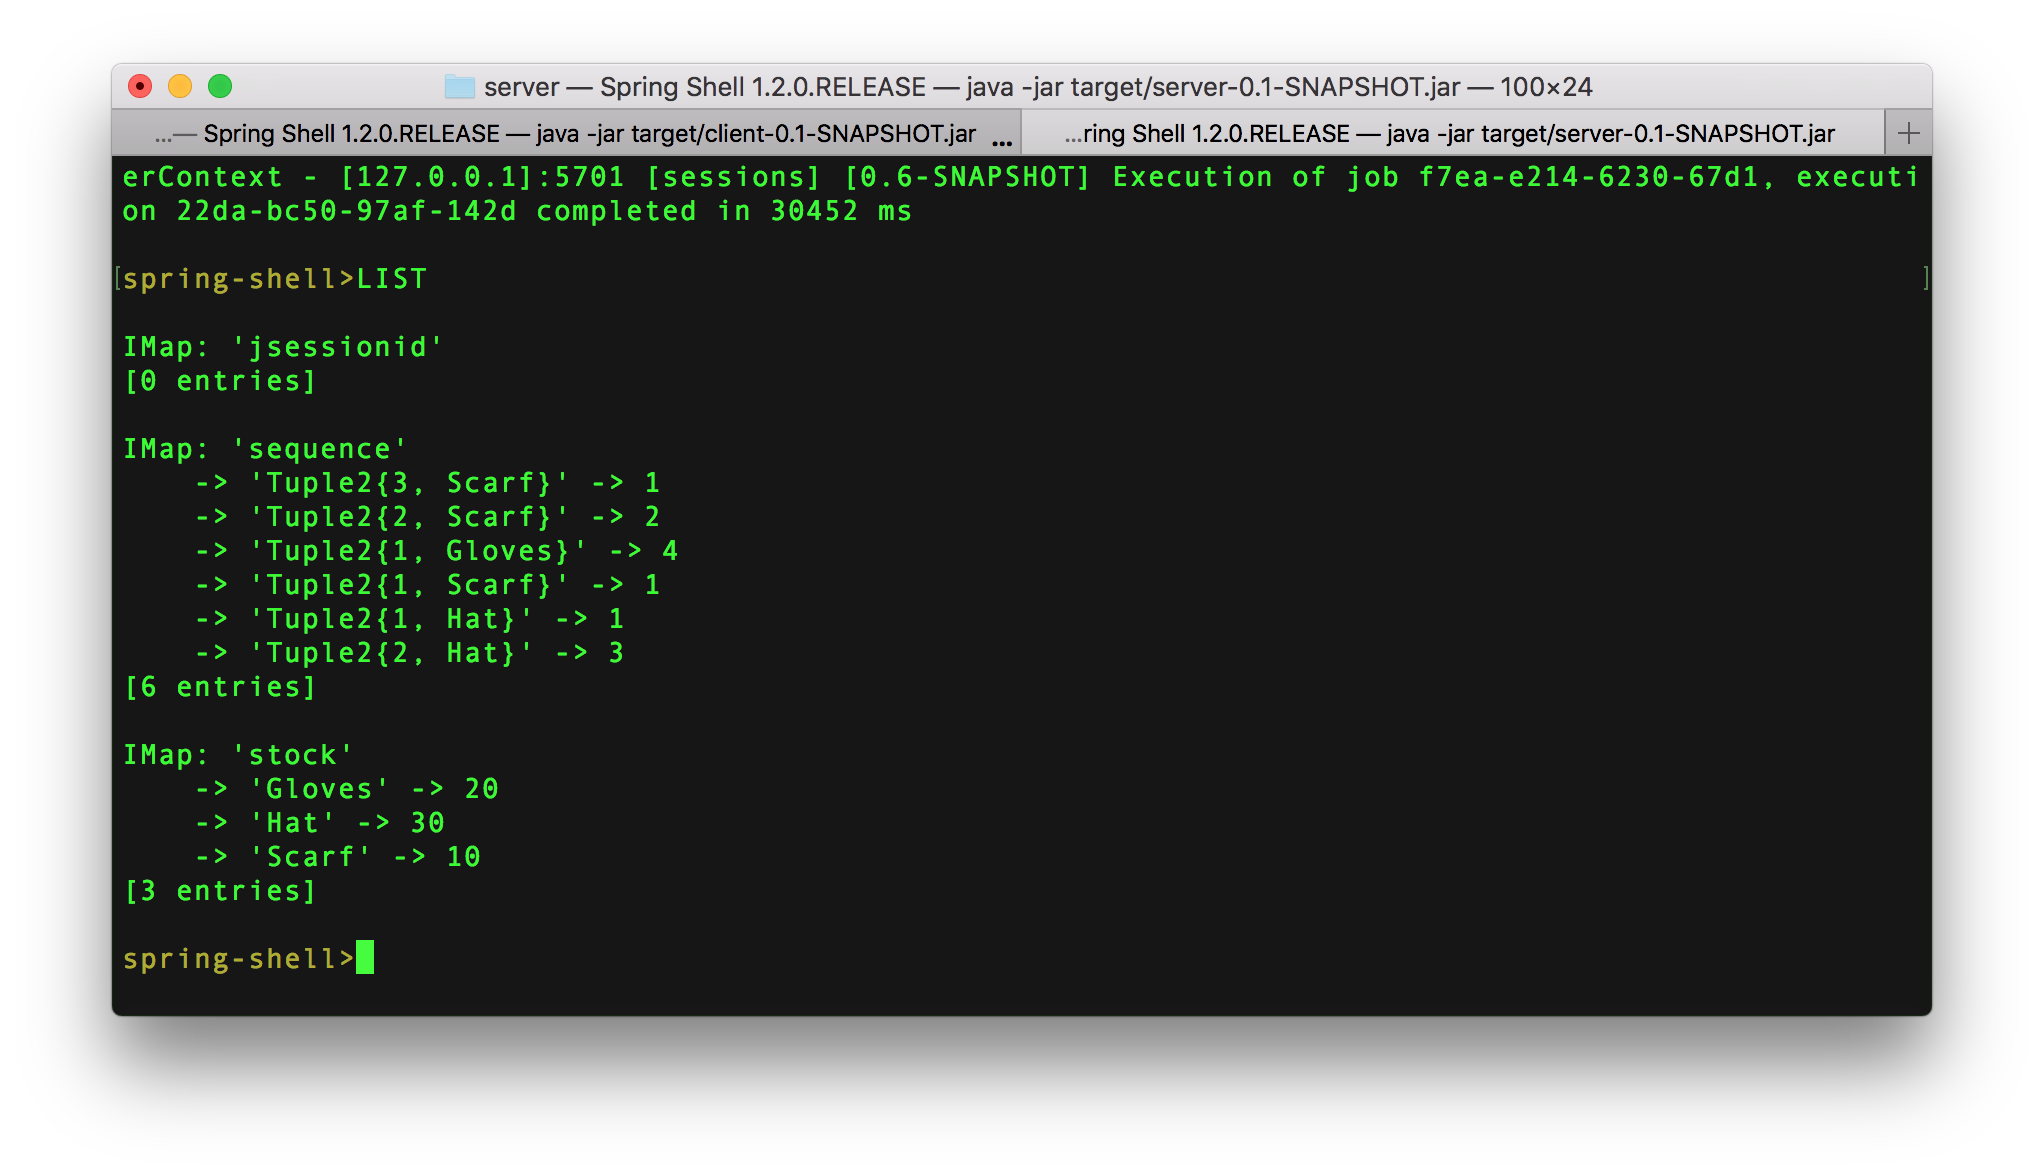 server — Spring Shell 1.2.0.RELEASE — java -jar target/server-0.1-SNAPSHOT.jar — 100×24
...— Spring Shell 1.2.0.RELEASE — java -jar target/client-0.1-SNAPSHOT.jar ...
...ring Shell 1.2.0.RELEASE — java -jar target/server-0.1-SNAPSHOT.jar
erContext - [127.0.0.1]:5701 [sessions] [0.6-SNAPSHOT] Execution of job f7ea-e214-6230-67d1, executi
on 22da-bc50-97af-142d completed in 30452 ms
[spring-shell>LIST ]
IMap: 'jsessionid'
[0 entries]
IMap: 'sequence'
-> 'Tuple2{3, Scarf}' -> 1
-> 'Tuple2{2, Scarf}' -> 2
-> 'Tuple2{1, Gloves}' -> 4
-> 'Tuple2{1, Scarf}' -> 1
-> 'Tuple2{1, Hat}' -> 1
-> 'Tuple2{2, Hat}' -> 3
[6 entries]
IMap: 'stock'
-> 'Gloves' -> 20
-> 'Hat' -> 30
-> 'Scarf' -> 10
[3 entries]
spring-shell>